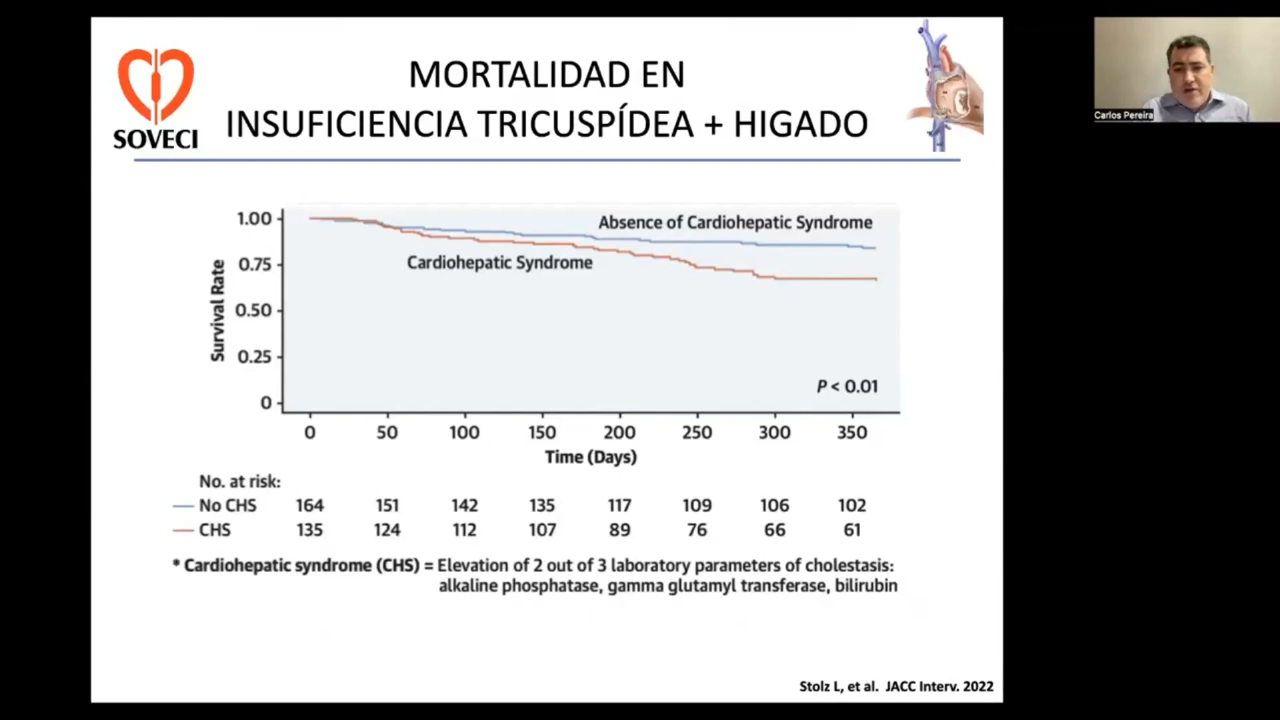 SOVECI
MORTALIDAD EN
INSUFICIENCIA TRICUSPÍDEA + HIGADO
Carlos Pereira
Survival Rate
1.00
0.75
0.50
0.25
0
Absence of Cardiohepatic Syndrome
Cardiohepatic Syndrome
P < 0.01
0 50 100 150 200 250 300 350
Time (Days)
No. at risk:
No CHS 164 151 142 135 117 109 106 102
CHS 135 124 112 107 89 76 66 61
* Cardiohepatic syndrome (CHS) = Elevation of 2 out of 3 laboratory parameters of cholestasis:
alkaline phosphatase, gamma glutamyl transferase, bilirubin
Stolz L, et al. JACC Interv. 2022